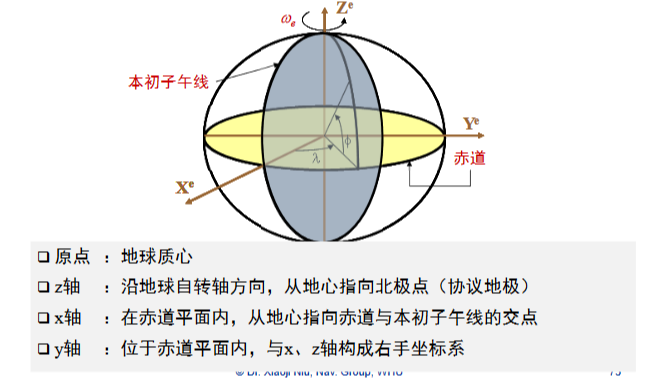 ωe
Zᵉ
本初子午线
Yᵉ
ϕ
赤道
λ
Xᵉ
❑ 原点 ：地球质心
❑ z轴 ：沿地球自转轴方向，从地心指向北极点（协议地极）
❑ x轴 ：在赤道平面内，从地心指向赤道与本初子午线的交点
❑ y轴 ：位于赤道平面内，与x、z轴构成右手坐标系
© Dr. Xiaoji Niu, Nav. Group, WHU